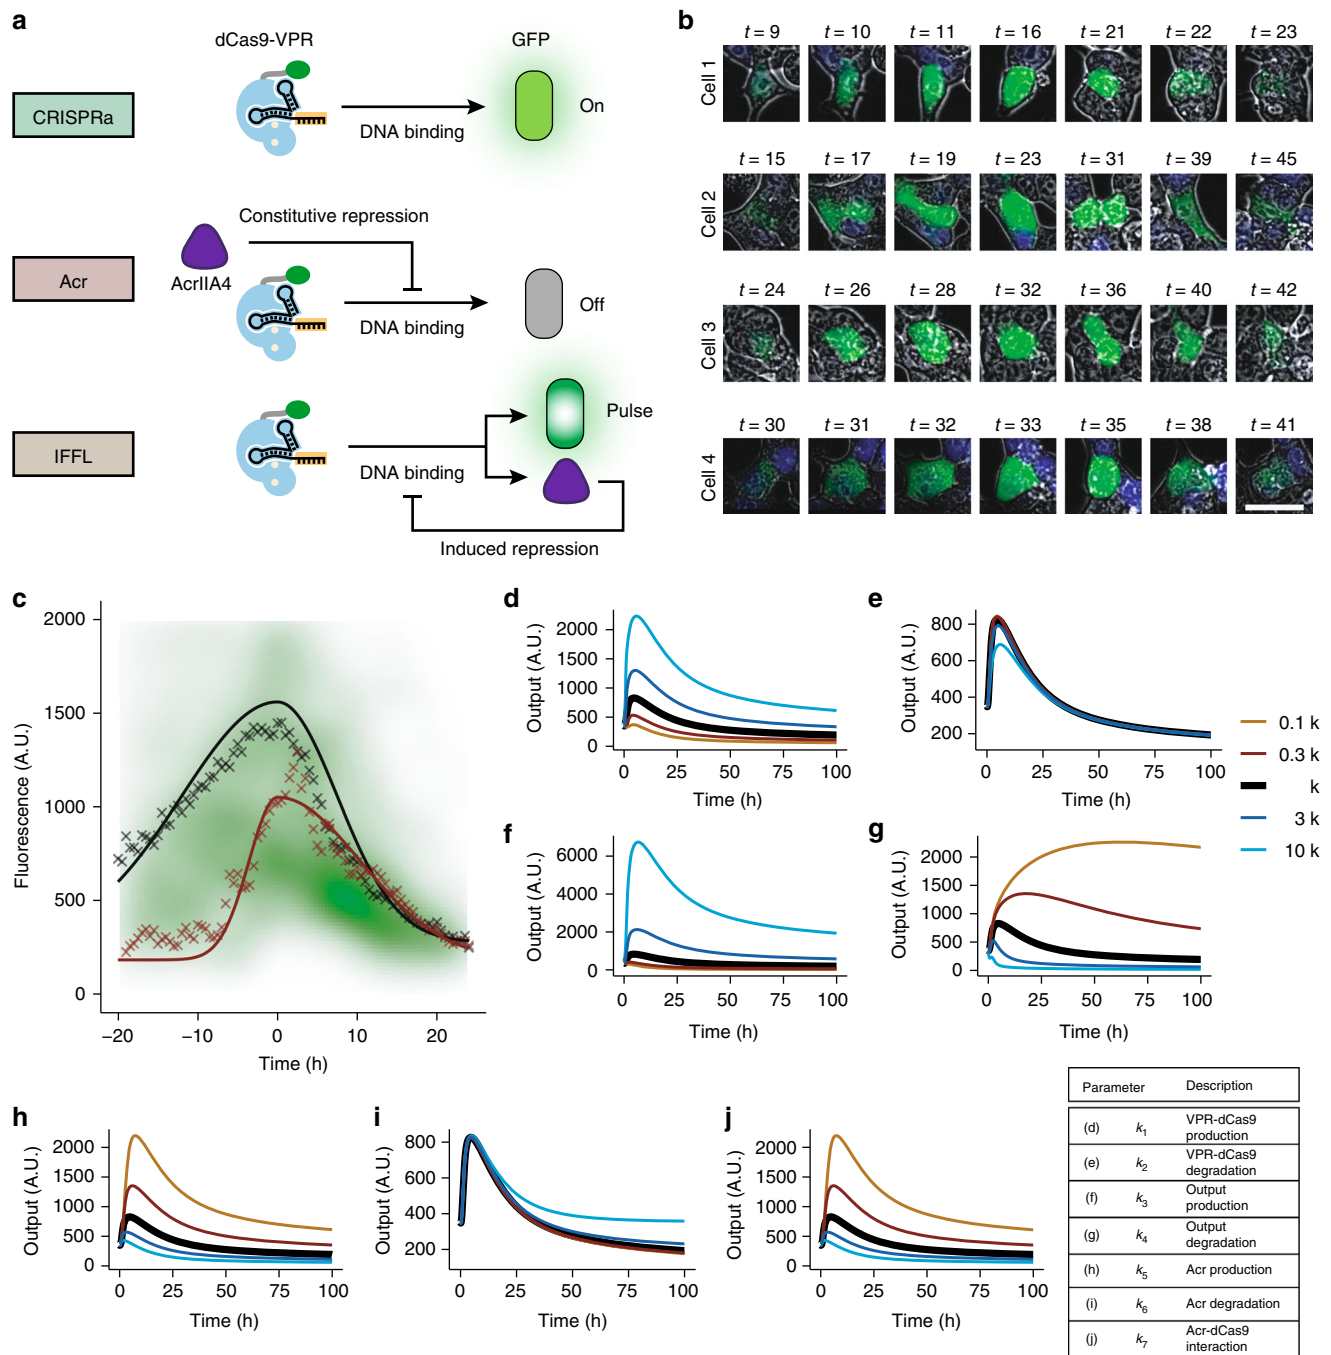 a
dCas9-VPR
GFP
CRISPRa
DNA binding
On
Constitutive repression
Acr
AcrIIA4
DNA binding
Off
IFFL
DNA binding
Pulse
Induced repression
b
t = 9 t = 10 t = 11 t = 16 t = 21 t = 22 t = 23
Cell 1
t = 15 t = 17 t = 19 t = 23 t = 31 t = 39 t = 45
Cell 2
t = 24 t = 26 t = 28 t = 32 t = 36 t = 40 t = 42
Cell 3
t = 30 t = 31 t = 32 t = 33 t = 35 t = 38 t = 41
Cell 4
c
Fluorescence (A.U.)
2000
1500
1000
500
0
−20 −10 0 10 20
Time (h)
d
Output (A.U.)
2000
1500
1000
500
0
0 25 50 75 100
Time (h)
e
Output (A.U.)
800
600
400
200
0 25 50 75 100
Time (h)
0.1 k
0.3 k
k
3 k
10 k
f
Output (A.U.)
6000
4000
2000
0
0 25 50 75 100
Time (h)
g
Output (A.U.)
2000
1500
1000
500
0
0 25 50 75 100
Time (h)
h
Output (A.U.)
2000
1500
1000
500
0
0 25 50 75 100
Time (h)
i
Output (A.U.)
800
600
400
200
0 25 50 75 100
Time (h)
j
Output (A.U.)
2000
1500
1000
500
0
0 25 50 75 100
Time (h)
Parameter Description
(d) k1 VPR-dCas9
production
(e) k2 VPR-dCas9
degradation
(f) k3 Output
production
(g) k4 Output
degradation
(h) k5 Acr production
(i) k6 Acr degradation
(j) k7 Acr-dCas9
interaction